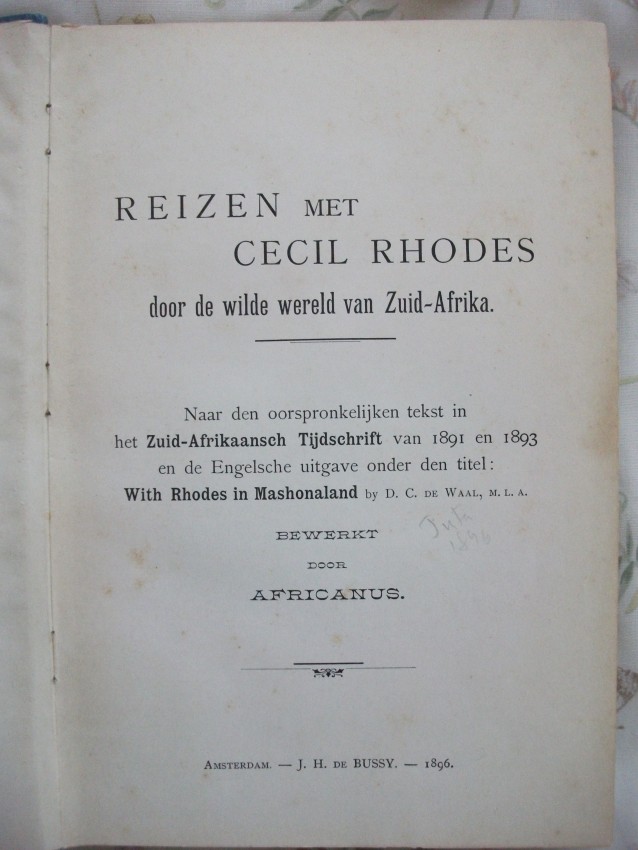 REIZEN MET
CECIL RHODES
door de wilde wereld van Zuid-Afrika.
Naar den oorspronkelijken tekst in
het Zuid-Afrikaansch Tijdschrift van 1891 en 1893
en de Engelsche uitgave onder den titel:
With Rhodes in Mashonaland by D. C. DE WAAL, M. L. A.
BEWERKT
DOOR
AFRICANUS.
AMSTERDAM. — J. H. DE BUSSY. — 1896.